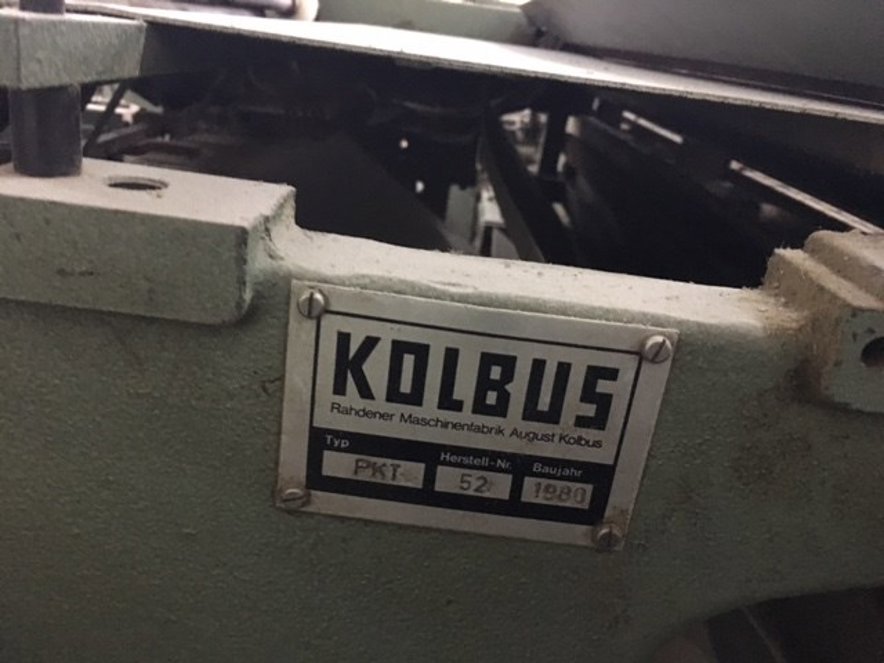 KOLBUS
Rahdener Maschinenfabrik August Kolbus
Typ Herstell-Nr. Baujahr
PKT 52 1980